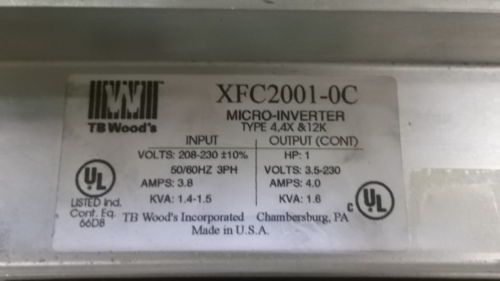 XFC2001-0C
TB Wood's
MICRO-INVERTER
TYPE 4,4X &12K
INPUT
VOLTS: 208-230 ±10%
50/60HZ 3PH
AMPS: 3.8
KVA: 1.4-1.5
OUTPUT (CONT)
HP: 1
VOLTS: 3.5-230
AMPS: 4.0
KVA: 1.6
UL
LISTED Ind.
Cont. Eq.
66D8
c UL
TB Wood's Incorporated Chambersburg, PA
Made in U.S.A.